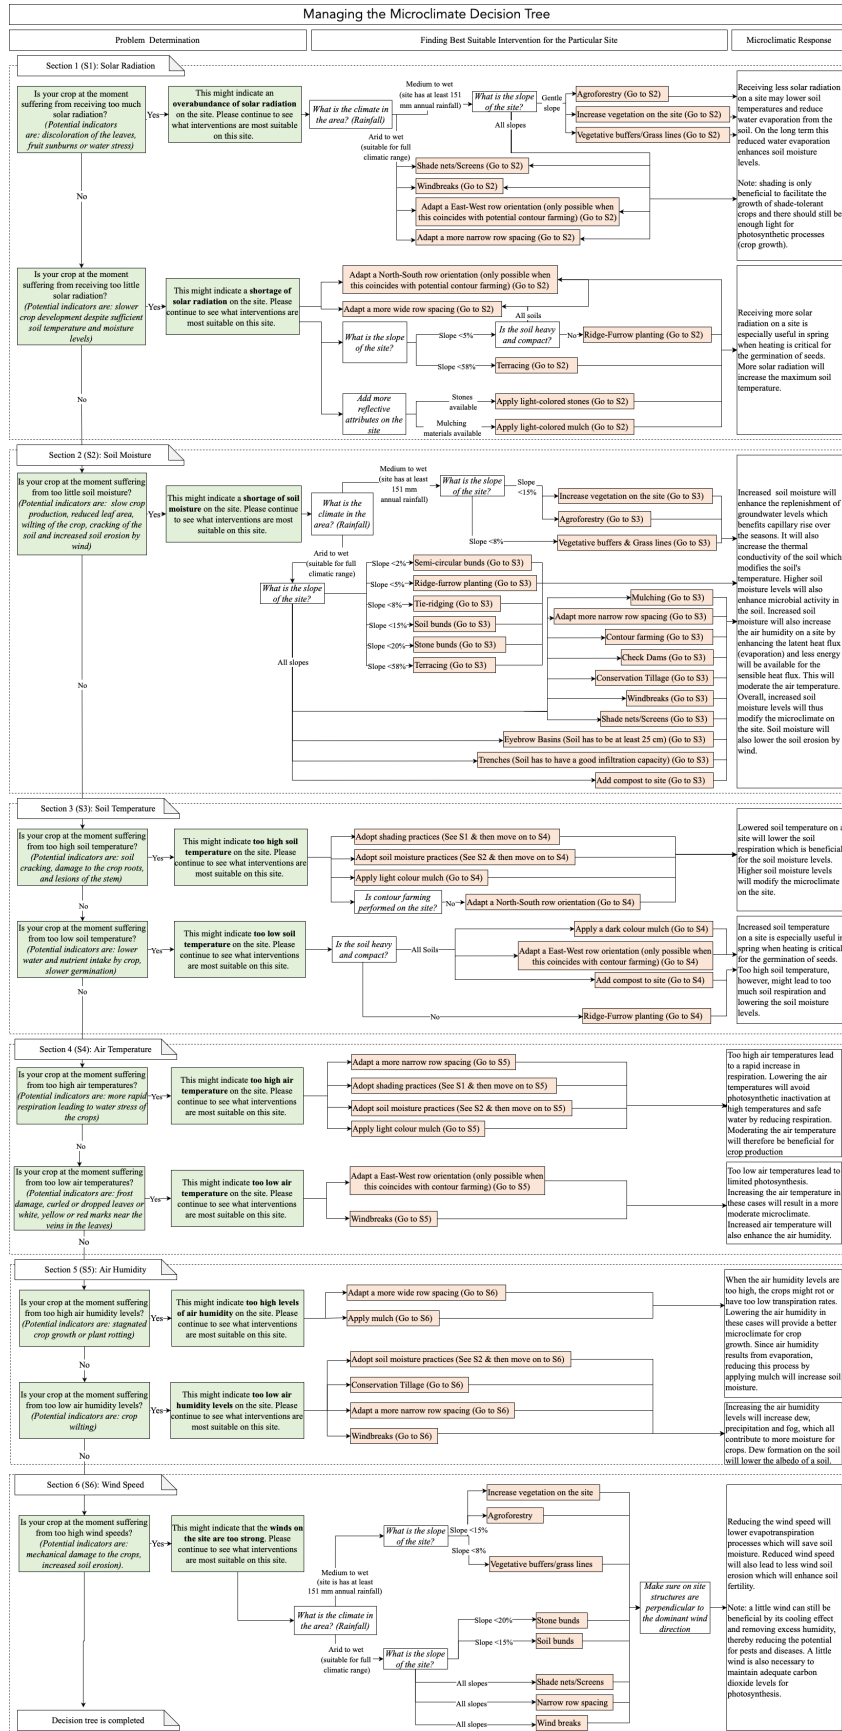 Managing the Microclimate Decision Tree
Problem Determination
Finding Best Suitable Intervention for the Particular Site
Microclimatic Response
Section 1 (S1): Solar Radiation
Is your crop at the moment
suffering from receiving too much
solar radiation?
(Potential indicators
are: discoloration of the leaves,
fruit sunburns or water stress)
Yes
This might indicate an
overabundance of solar radiation
on the site. Please continue to see
what interventions are most suitable
on this site.
What is the climate in
the area? (Rainfall)
Medium to wet
(site has at least 151
mm annual rainfall)
What is the slope
of the site?
Gentle
slope
Agroforestry (Go to S2)
Increase vegetation on the site (Go to S2)
Vegetative buffers/Grass lines (Go to S2)
All slopes
Arid to wet
(suitable for full
climatic range)
Shade nets/Screens (Go to S2)
Windbreaks (Go to S2)
Adapt a East-West row orientation (only possible when
this coincides with potential contour farming) (Go to S2)
Adapt a more narrow row spacing (Go to S2)
Receiving less solar radiation
on a site may lower soil
temperatures and reduce
water evaporation from the
soil. On the long term this
reduced water evaporation
enhances soil moisture
levels.
Note: shading is only
beneficial to facilitate the
growth of shade-tolerant
crops and there should still be
enough light for
photosynthetic processes
(crop growth).
No
Is your crop at the moment
suffering from receiving too little
solar radiation?
(Potential indicators are: slower
crop development despite sufficient
soil temperature and moisture
levels)
Yes
This might indicate a shortage of
solar radiation on the site. Please
continue to see what interventions are
most suitable on this site.
Adapt a North-South row orientation (only possible when
this coincides with potential contour farming) (Go to S2)
Adapt a more wide row spacing (Go to S2)
All soils
What is the slope
of the site?
Slope <5%
Is the soil heavy
and compact?
No
Ridge-Furrow planting (Go to S2)
Slope <58%
Terracing (Go to S2)
Add more
reflective
attributes on the
site
Stones
available
Apply light-colored stones (Go to S2)
Mulching
materials available
Apply light-colored mulch (Go to S2)
Receiving more solar
radiation on a site is
especially useful in spring
when heating is critical for
the germination of seeds.
More solar radiation will
increase the maximum soil
temperature.
No
Section 2 (S2): Soil Moisture
Is your crop at the moment suffering
from too little soil moisture?
(Potential indicators are: slow crop
production, reduced leaf area,
wilting of the crop, cracking of the
soil and increased soil erosion by
wind)
Yes
This might indicate a shortage of soil
moisture on this site. Please continue
to see what interventions are most
suitable on this site.
What is the
climate in the
area? (Rainfall)
Medium to wet
(site has at least
151 mm annual
rainfall)
What is the slope
of the site?
Slope
<15%
Increase vegetation on the site (Go to S3)
Agroforestry (Go to S3)
Slope <8%
Vegetative buffers & Grass lines (Go to S3)
Arid to wet
(suitable for full
climatic range)
What is the slope
of the site?
Slope <2%
Semi-circular bunds (Go to S3)
Slope <5%
Ridge-furrow planting (Go to S3)
Slope <8%
Tie-ridging (Go to S3)
Slope <15%
Soil bunds (Go to S3)
Slope <20%
Stone bunds (Go to S3)
Slope <58%
Terracing (Go to S3)
All slopes
Mulching (Go to S3)
Adapt more narrow row spacing (Go to S3)
Contour farming (Go to S3)
Check Dams (Go to S3)
Conservation Tillage (Go to S3)
Windbreaks (Go to S3)
Shade nets/Screens (Go to S3)
Eyebrow Basins (Soil has to be at least 25 cm) (Go to S3)
Trenches (Soil has to have a good infiltration capacity) (Go to S3)
Add compost to site (Go to S3)
Increased soil moisture will
enhance the replenishment of
groundwater levels which
benefits capillary rise over
the seasons. It will also
increase the thermal
conductivity of the soil which
modifies the soil's
temperature. Higher soil
moisture levels will also
enhance microbial activity in
the soil. Increased soil
moisture will also increase
the air humidity on a site by
enhancing the latent heat flux
(evaporation) and less energy
will be available for the
sensible heat flux. This will
moderate the air temperature.
Overall, increased soil
moisture levels will thus
modify the microclimate on
the site. Soil moisture will
also lower the soil erosion by
wind.
No
Section 3 (S3): Soil Temperature
Is your crop at the moment suffering
from too high soil temperature?
(Potential indicators are: soil
cracking, damage to the crop roots,
and lesions of the stem)
Yes
This might indicate too high soil
temperature on the site. Please
continue to see what interventions are
most suitable on this site.
Adopt shading practices (See S1 & then move on to S4)
Adopt soil moisture practices (See S2 & then move on to S4)
Apply light colour mulch (Go to S4)
Is contour farming
performed on the site?
No
Adapt a North-South row orientation (Go to S4)
Lowered soil temperature on a
site will lower the soil
respiration which is beneficial
for the soil moisture levels.
Higher soil moisture levels
will modify the microclimate
on the site.
No
Is your crop at the moment suffering
from too low soil temperature?
(Potential indicators are: lower
water and nutrient intake by crop,
slower germination)
Yes
This might indicate too low soil
temperature on the site. Please
continue to see what interventions are
most suitable on this site.
Is the soil heavy
and compact?
All Soils
Apply a dark colour mulch (Go to S4)
Adapt a East-West row orientation (only possible when
this coincides with contour farming) (Go to S4)
Add compost to site (Go to S4)
No
Ridge-Furrow planting (Go to S4)
Increased soil temperature
on a site is especially useful in
spring when heating is critical
for the germination of seeds.
Too high soil temperature,
however, might lead to too
much soil respiration and
lowering the soil moisture
levels.
No
Section 4 (S4): Air Temperature
Is your crop at the moment suffering
from too high air temperatures?
(Potential indicators are: more rapid
respiration leading to water stress of
the crops)
Yes
This might indicate too high air
temperature on the site. Please
continue to see what interventions
are most suitable on this site.
Adapt a more narrow row spacing (Go to S5)
Adopt shading practices (See S1 & then move on to S5)
Adopt soil moisture practices (See S2 & then move on to S5)
Apply light colour mulch (Go to S5)
Too high air temperatures lead
to a rapid increase in
respiration. Lowering the air
temperatures will avoid
photosynthetic inactivation at
high temperatures and safe
water by reducing respiration.
Moderating the air temperature
will therefore be beneficial for
crop production
No
Is your crop at the moment suffering
from too low air temperatures?
(Potential indicators are: frost
damage, curled or dropped leaves or
white, yellow or red marks near the
veins in the leaves)
Yes
This might indicate too low air
temperature on the site. Please
continue to see what interventions
are most suitable on this site.
Adapt a East-West row orientation (only possible when
this coincides with contour farming) (Go to S5)
Windbreaks (Go to S5)
Too low air temperatures lead to
limited photosynthesis.
Increasing the air temperature in
these cases will result in a more
moderate microclimate.
Increased air temperature will
also enhance the air humidity.
No
Section 5 (S5): Air Humidity
Is your crop at the moment suffering
from too high air humidity levels?
(Potential indicators are: stagnated
crop growth or plant rotting)
Yes
This might indicate too high levels
of air humidity on the site. Please
continue to see what interventions
are most suitable on this site.
Adapt a more wide row spacing (Go to S6)
Apply mulch (Go to S6)
When the air humidity levels are
too high, the crops might rot or
have too low transpiration rates.
Lowering the air humidity in
these cases will provide a better
microclimate for crop
growth. Since air humidity
results from evaporation,
reducing this process by
applying mulch will increase soil
moisture.
No
Is your crop at the moment suffering
from too low air humidity levels?
(Potential indicators are: crop
wilting)
Yes
This might indicate too low air
humidity levels on the site. Please
continue to see what interventions are
most suitable on this site.
Adopt soil moisture practices (See S2 & then move on to S6)
Conservation Tillage (Go to S6)
Adapt a more narrow row spacing (Go to S6)
Windbreaks (Go to S6)
Increasing the air humidity
levels will increase dew,
precipitation and fog, which all
contribute to more moisture for
crops. Dew formation on the soil
will lower the albedo of a soil.
No
Section 6 (S6): Wind Speed
Is your crop at the moment suffering
from too high wind speeds?
(Potential indicators are:
mechanical damage to the crops,
increased soil erosion).
Yes
This might indicate that the winds on
the site are too strong. Please
continue to see what interventions
are most suitable on this site.
Medium to wet
(site is has at least
151 mm annual rainfall)
What is the climate in
the area? (Rainfall)
Arid to wet
(suitable for full
climatic range)
What is the slope
of the site?
Slope <15%
Increase vegetation on the site
Agroforestry
Slope <8%
Vegetative buffers/grass lines
What is the slope
of the site?
Slope <20%
Stone bunds
Slope <15%
Soil bunds
All slopes
Shade nets/Screens
All slopes
Narrow row spacing
All slopes
Wind breaks
Make sure on site
structures are
perpendicular to
the dominant wind
direction
Reducing the wind speed will
lower evapotranspiration
processes which will save soil
moisture. Reduced wind speed
will also lead to less wind soil
erosion which will enhance soil
fertility.
Note: a little wind can still be
beneficial by its cooling effect
and removing excess humidity,
thereby reducing the potential
for pests and diseases. A little
wind is also necessary to
maintain adequate carbon
dioxide levels for
photosynthesis.
Decision tree is completed